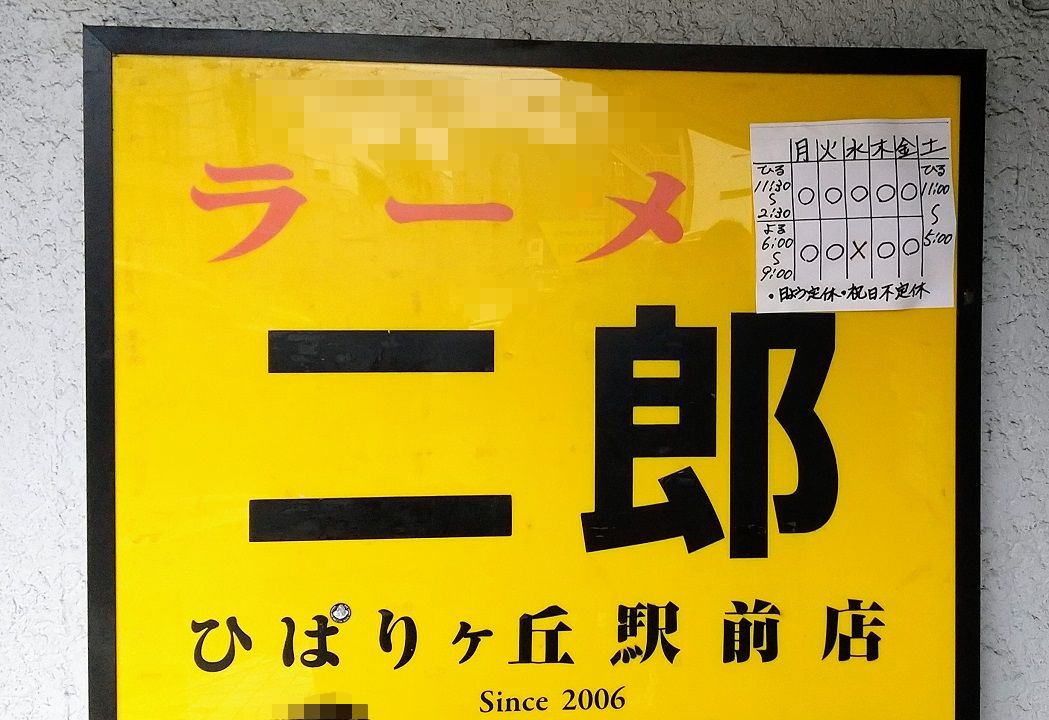 ラーメ
二郎
ひばりヶ丘駅前店
Since 2006
月 火 水 木 金 土
ひる 11:30 〜 2:30 ○ ○ ○ ○ ○ ひる 11:00 〜 5:00
よる 6:00 〜 9:00 ○ ○ × ○ ○
・日よう定休・祝日不定休